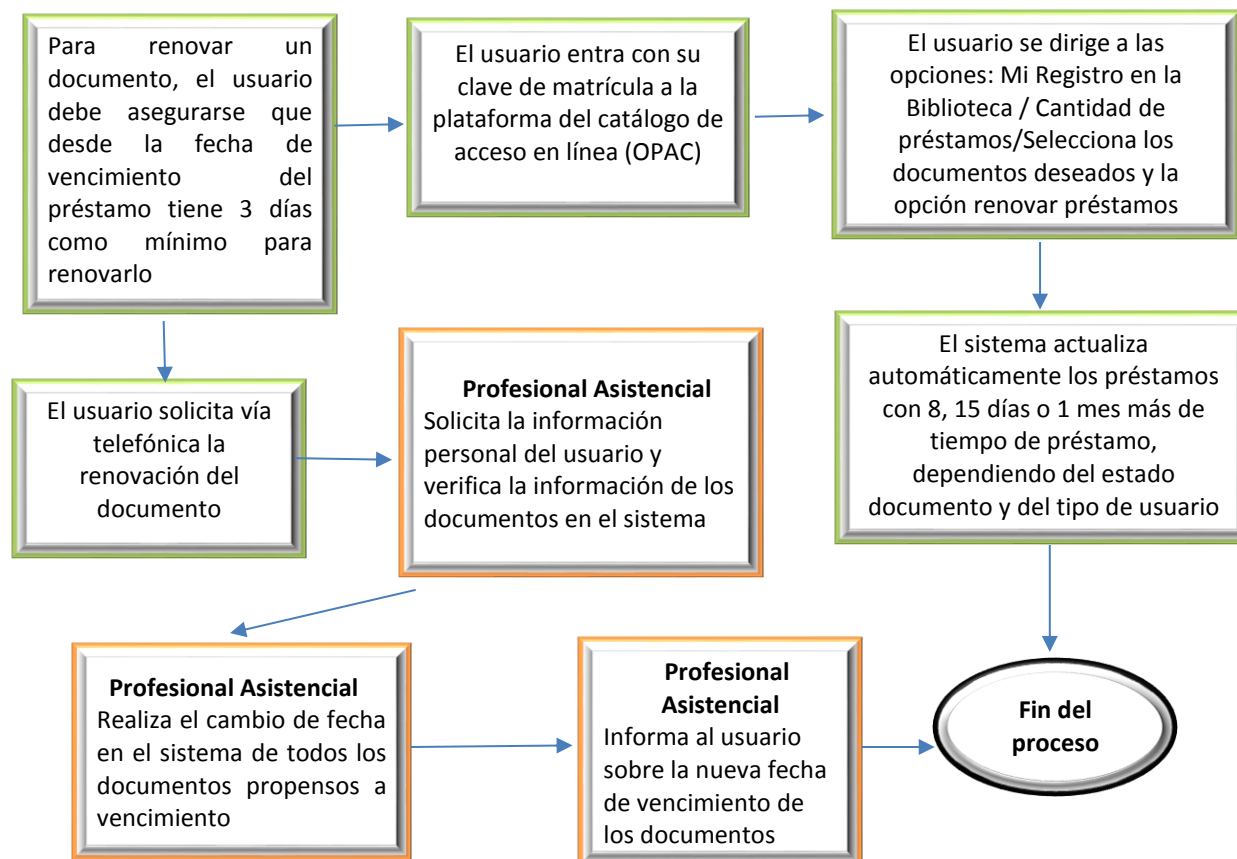 Para renovar un
documento, el usuario
debe asegurarse que
desde la fecha de
vencimiento del
préstamo tiene 3 días
como mínimo para
renovarlo
El usuario entra con su
clave de matrícula a la
plataforma del catálogo de
acceso en línea (OPAC)
El usuario se dirige a las
opciones: Mi Registro en la
Biblioteca / Cantidad de
préstamos/Selecciona los
documentos deseados y la
opción renovar préstamos
El usuario solicita vía
telefónica la
renovación del
documento
Profesional Asistencial
Solicita la información
personal del usuario y
verifica la información de los
documentos en el sistema
El sistema actualiza
automáticamente los préstamos
con 8, 15 días o 1 mes más de
tiempo de préstamo,
dependiendo del estado
documento y del tipo de usuario
Profesional Asistencial
Realiza el cambio de fecha
en el sistema de todos los
documentos propensos a
vencimiento
Profesional
Asistencial
Informa al usuario
sobre la nueva fecha
de vencimiento de
los documentos
Fin del
proceso